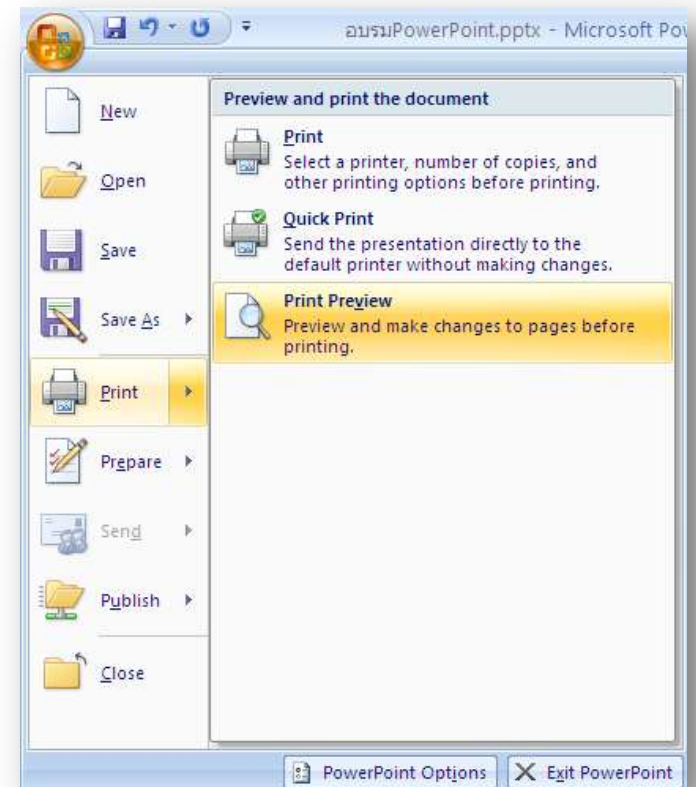 อบรมPowerPoint.pptx - Microsoft Po
New
Open
Save
Save As
Print
Prepare
Send
Publish
Close
Preview and print the document
Print
Select a printer, number of copies, and
other printing options before printing.
Quick Print
Send the presentation directly to the
default printer without making changes.
Print Preview
Preview and make changes to pages before
printing.
PowerPoint Options
Exit PowerPoint